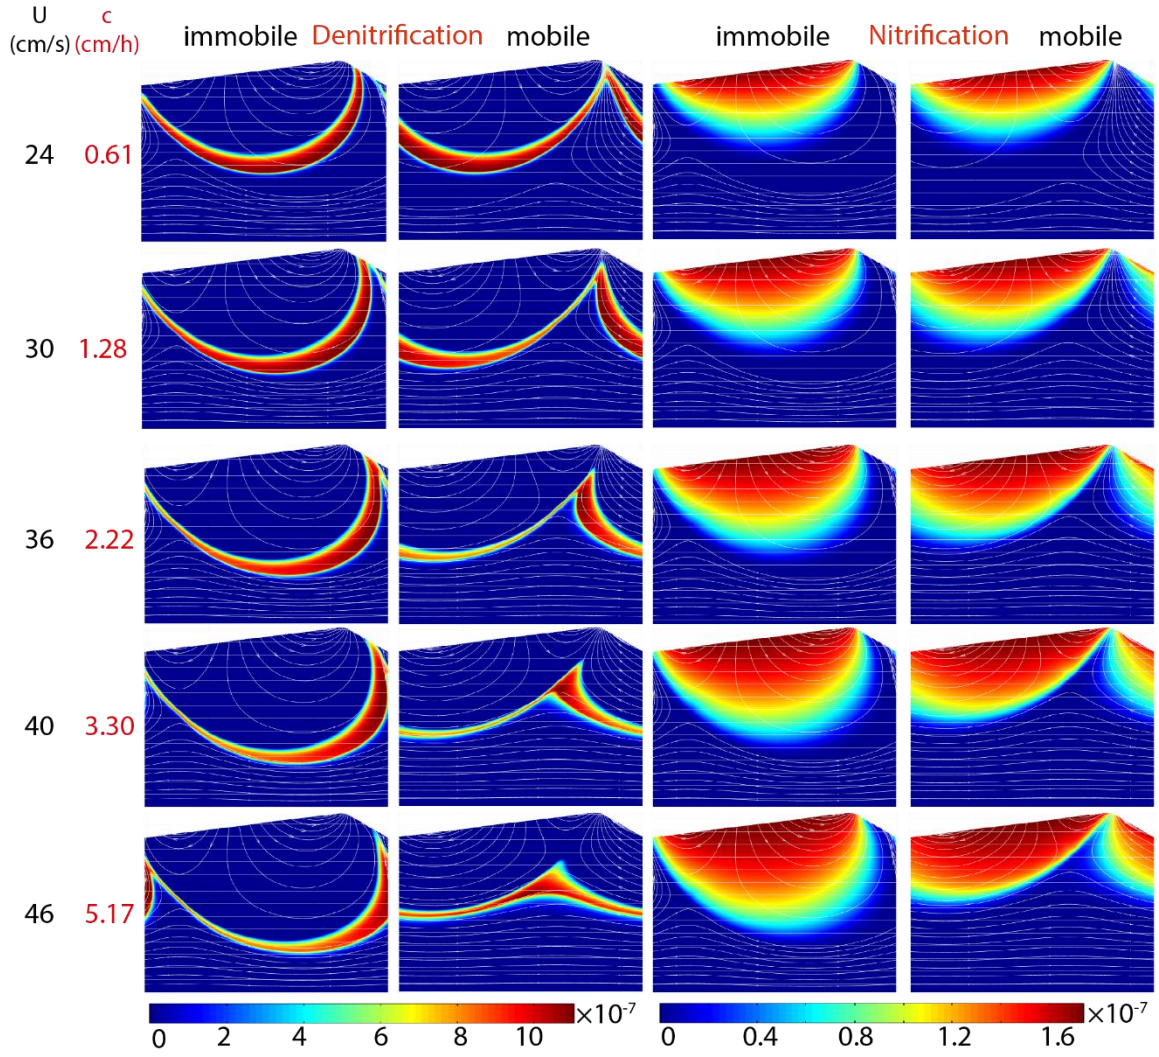 U c
(cm/s) (cm/h) immobile Denitrification mobile immobile Nitrification mobile
24 0.61
30 1.28
36 2.22
40 3.30
46 5.17
0 2 4 6 8 10 ×10⁻⁷ 0 0.4 0.8 1.2 1.6 ×10⁻⁷